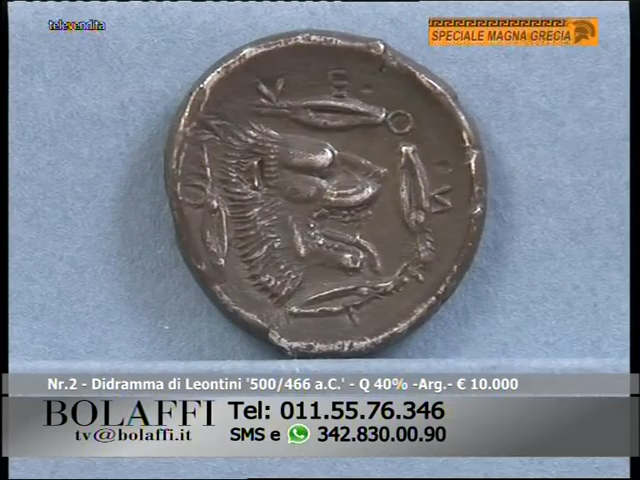 televendita
SPECIALE MAGNA GRECIA
Nr.2 - Didramma di Leontini '500/466 a.C.' - Q 40% -Arg.- € 10.000
BOLAFFI
tv@bolaffi.it
Tel: 011.55.76.346
SMS e 342.830.00.90